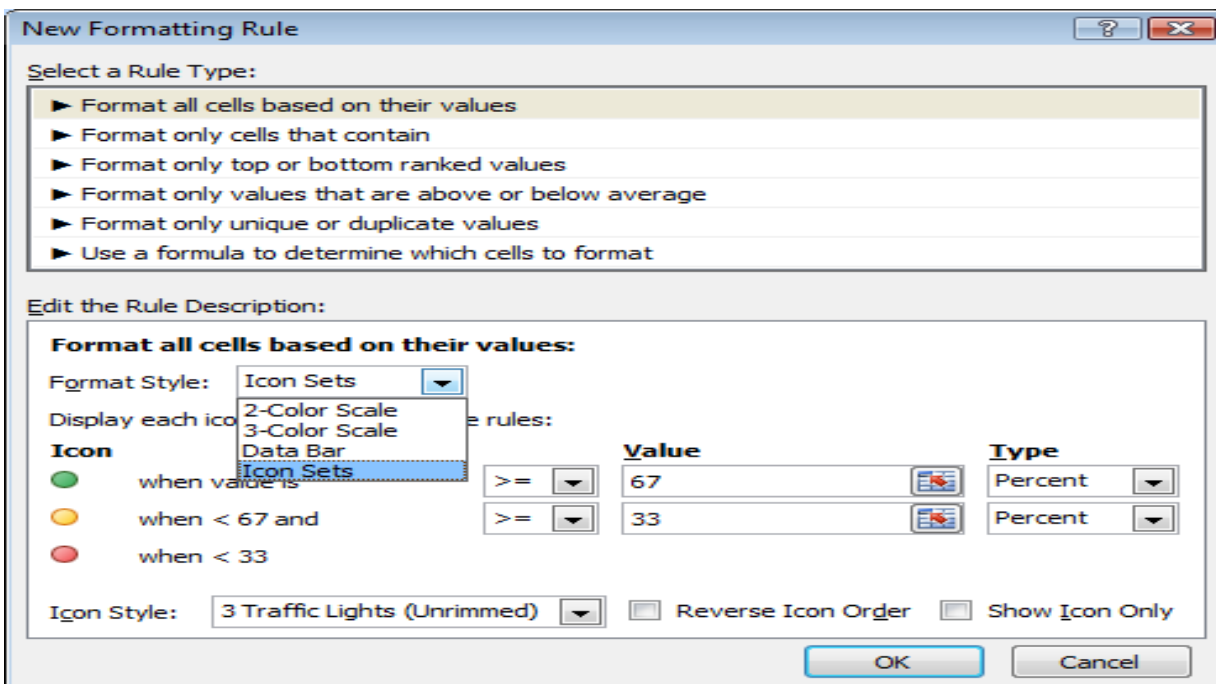 New Formatting Rule
Select a Rule Type:
► Format all cells based on their values
► Format only cells that contain
► Format only top or bottom ranked values
► Format only values that are above or below average
► Format only unique or duplicate values
► Use a formula to determine which cells to format
Edit the Rule Description:
Format all cells based on their values:
Format Style: Icon Sets
2-Color Scale
Display each ico e rules:
3-Color Scale
Icon Data Bar Value Type
Icon Sets
when value is >= 67 Percent
when < 67 and >= 33 Percent
when < 33
Icon Style: 3 Traffic Lights (Unrimmed) Reverse Icon Order Show Icon Only
OK Cancel